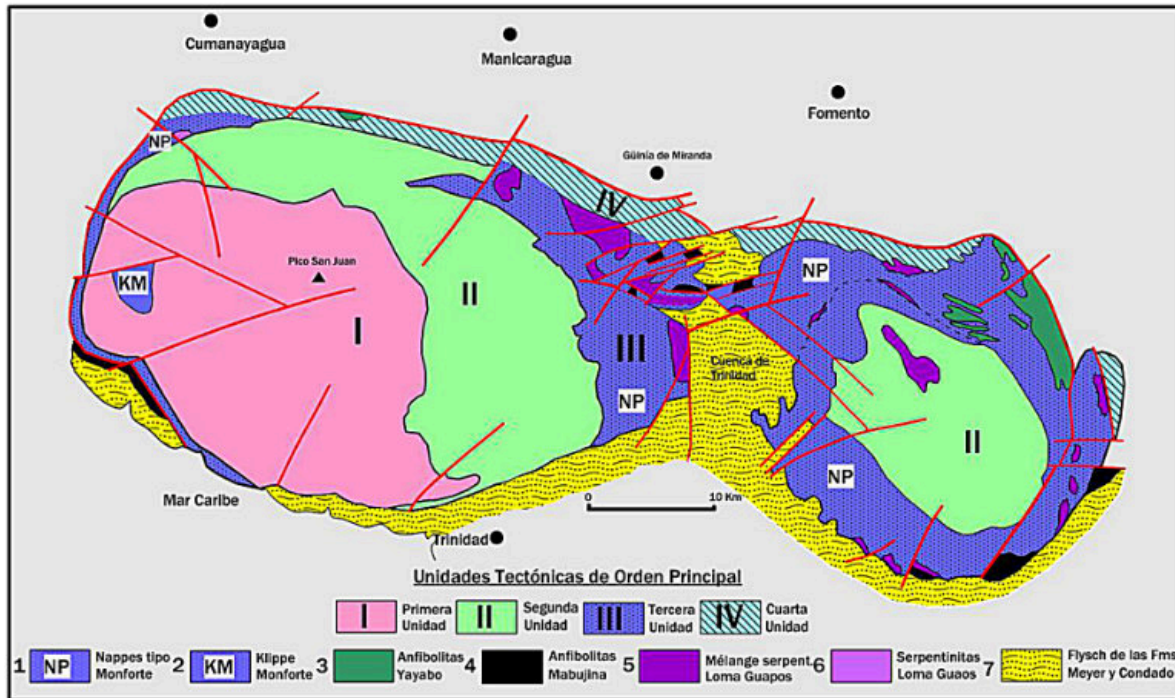 Cumanayagua
Manicaragua
Fomento
NP
Güinía de Miranda
IV
Pico San Juan
KM
II
NP
I
III
Cuenca de
Trinidad
NP
II
NP
Mar Caribe
0 10 Km
Trinidad
Unidades Tectónicas de Orden Principal
I Primera Unidad II Segunda Unidad III Tercera Unidad IV Cuarta Unidad
1 NP Nappes tipo Monforte 2 KM Klippe Monforte 3 Anfibolitas Yayabo 4 Anfibolitas Mabujina 5 Mélange serpent. Loma Guapos 6 Serpentinitas Loma Guaos 7 Flysch de las Fms Meyer y Condado